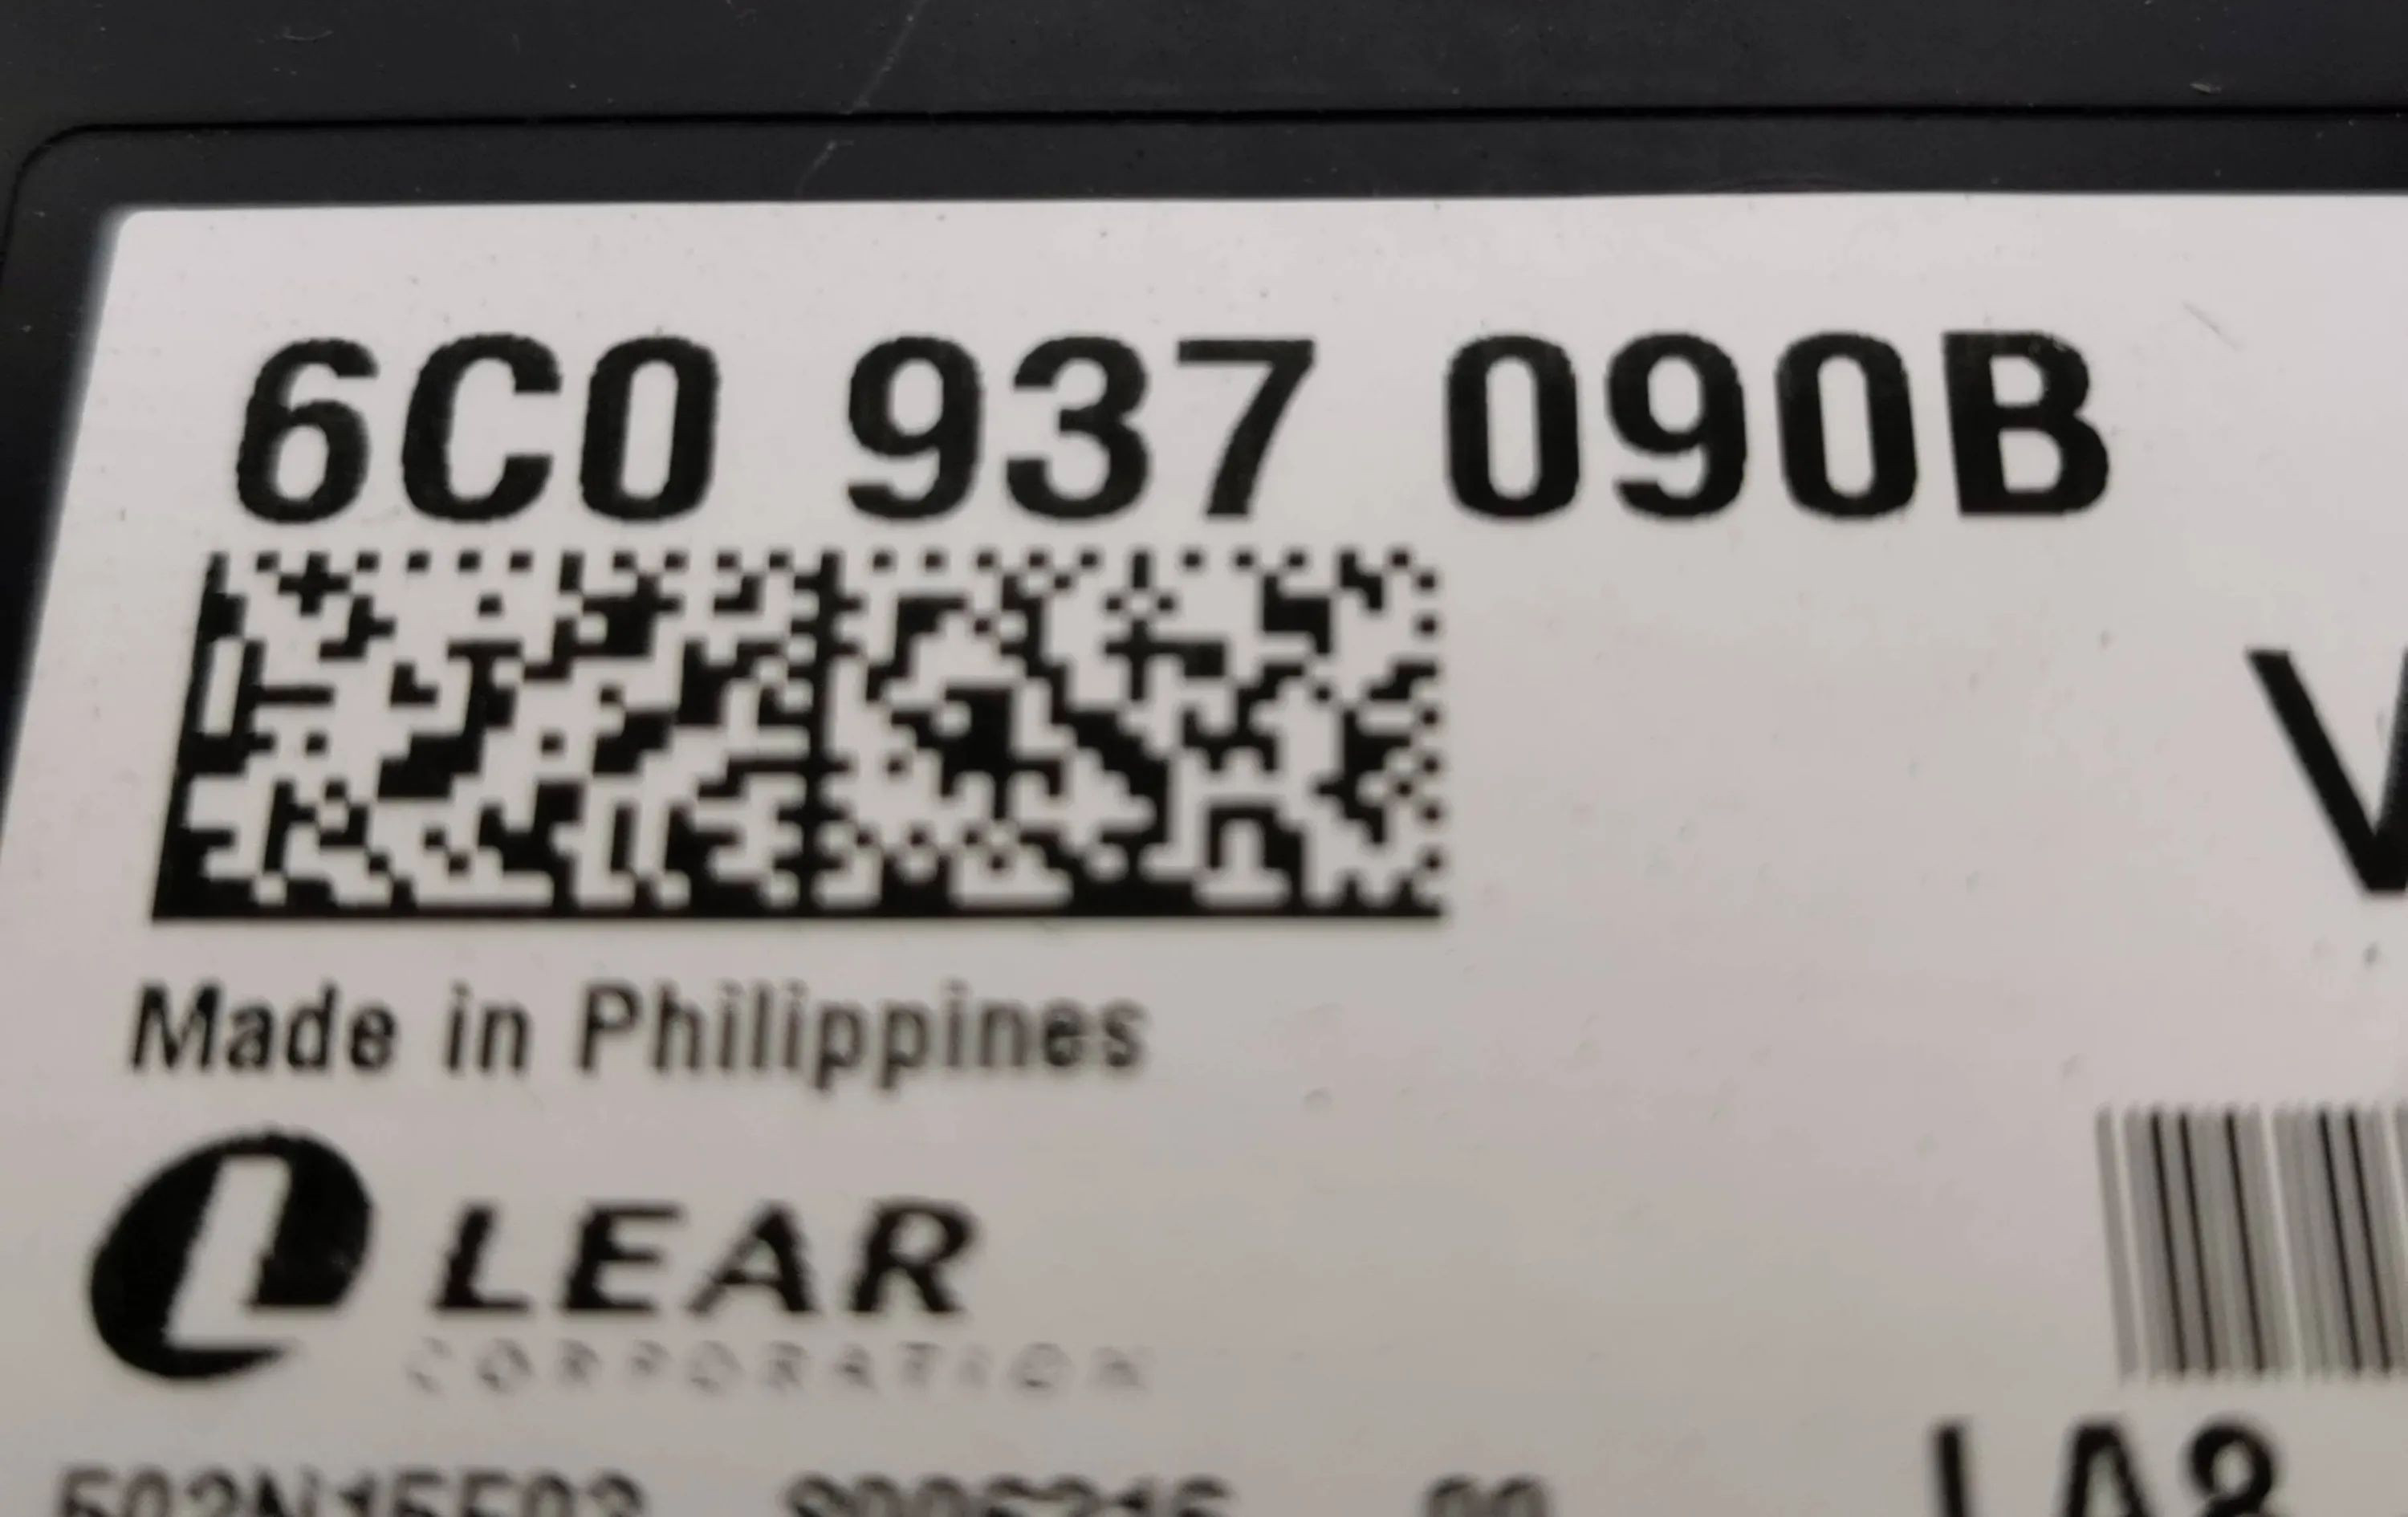 6C0 937 090B
V
Made in Philippines
LEAR
CORPORATION